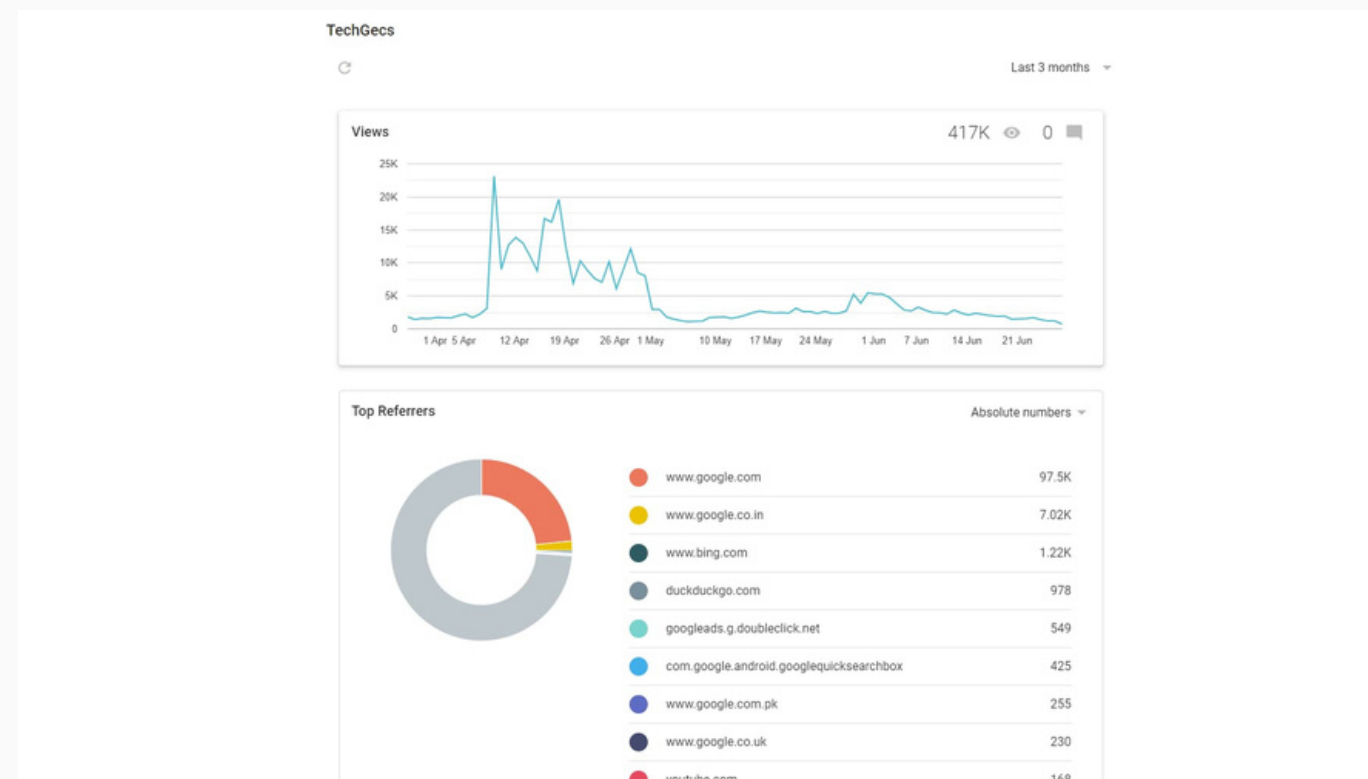 TechGecs
Last 3 months
Views
417K 0
25K
20K
15K
10K
5K
0
1 Apr 5 Apr 12 Apr 19 Apr 26 Apr 1 May 10 May 17 May 24 May 1 Jun 7 Jun 14 Jun 21 Jun
Top Referrers
Absolute numbers
www.google.com 97.5K
www.google.co.in 7.02K
www.bing.com 1.22K
duckduckgo.com 978
googleads.g.doubleclick.net 549
com.google.android.googlequicksearchbox 425
www.google.com.pk 255
www.google.co.uk 230
youtube.com 168